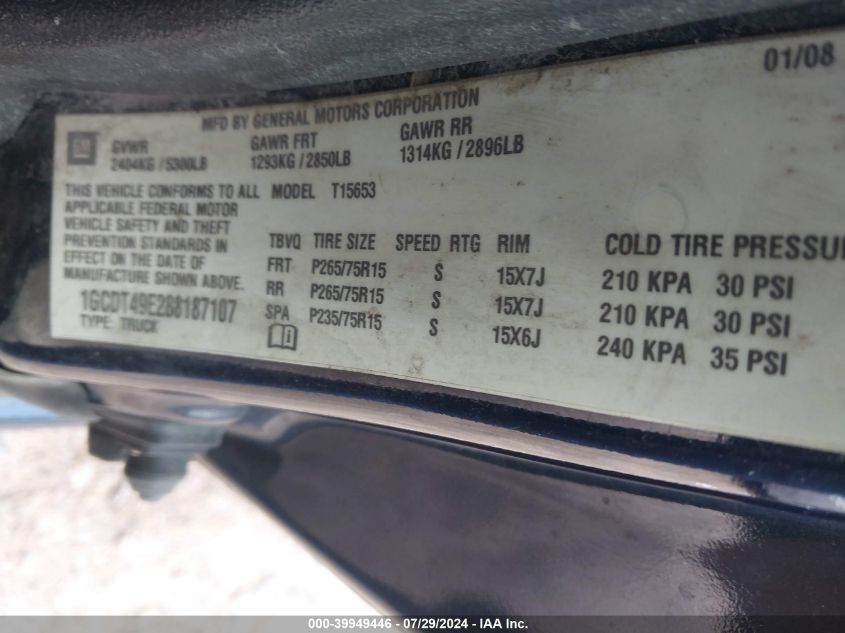 01/08
MFD BY GENERAL MOTORS CORPORATION
GM
GVWR
GAWR FRT
GAWR RR
2404KG / 5300LB
1293KG / 2850LB
1314KG / 2896LB
THIS VEHICLE CONFORMS TO ALL MODEL T15653
APPLICABLE FEDERAL MOTOR
VEHICLE SAFETY AND THEFT
PREVENTION STANDARDS IN
EFFECT ON THE DATE OF
MANUFACTURE SHOWN ABOVE.
1GCDT49E288187107
TYPE: TRUCK
TBVQ TIRE SIZE SPEED RTG RIM COLD TIRE PRESSU
FRT P265/75R15 S 15X7J 210 KPA 30 PSI
RR P265/75R15 S 15X7J 210 KPA 30 PSI
SPA P235/75R15 S 15X6J 240 KPA 35 PSI
000-39949446 - 07/29/2024 - IAA Inc.